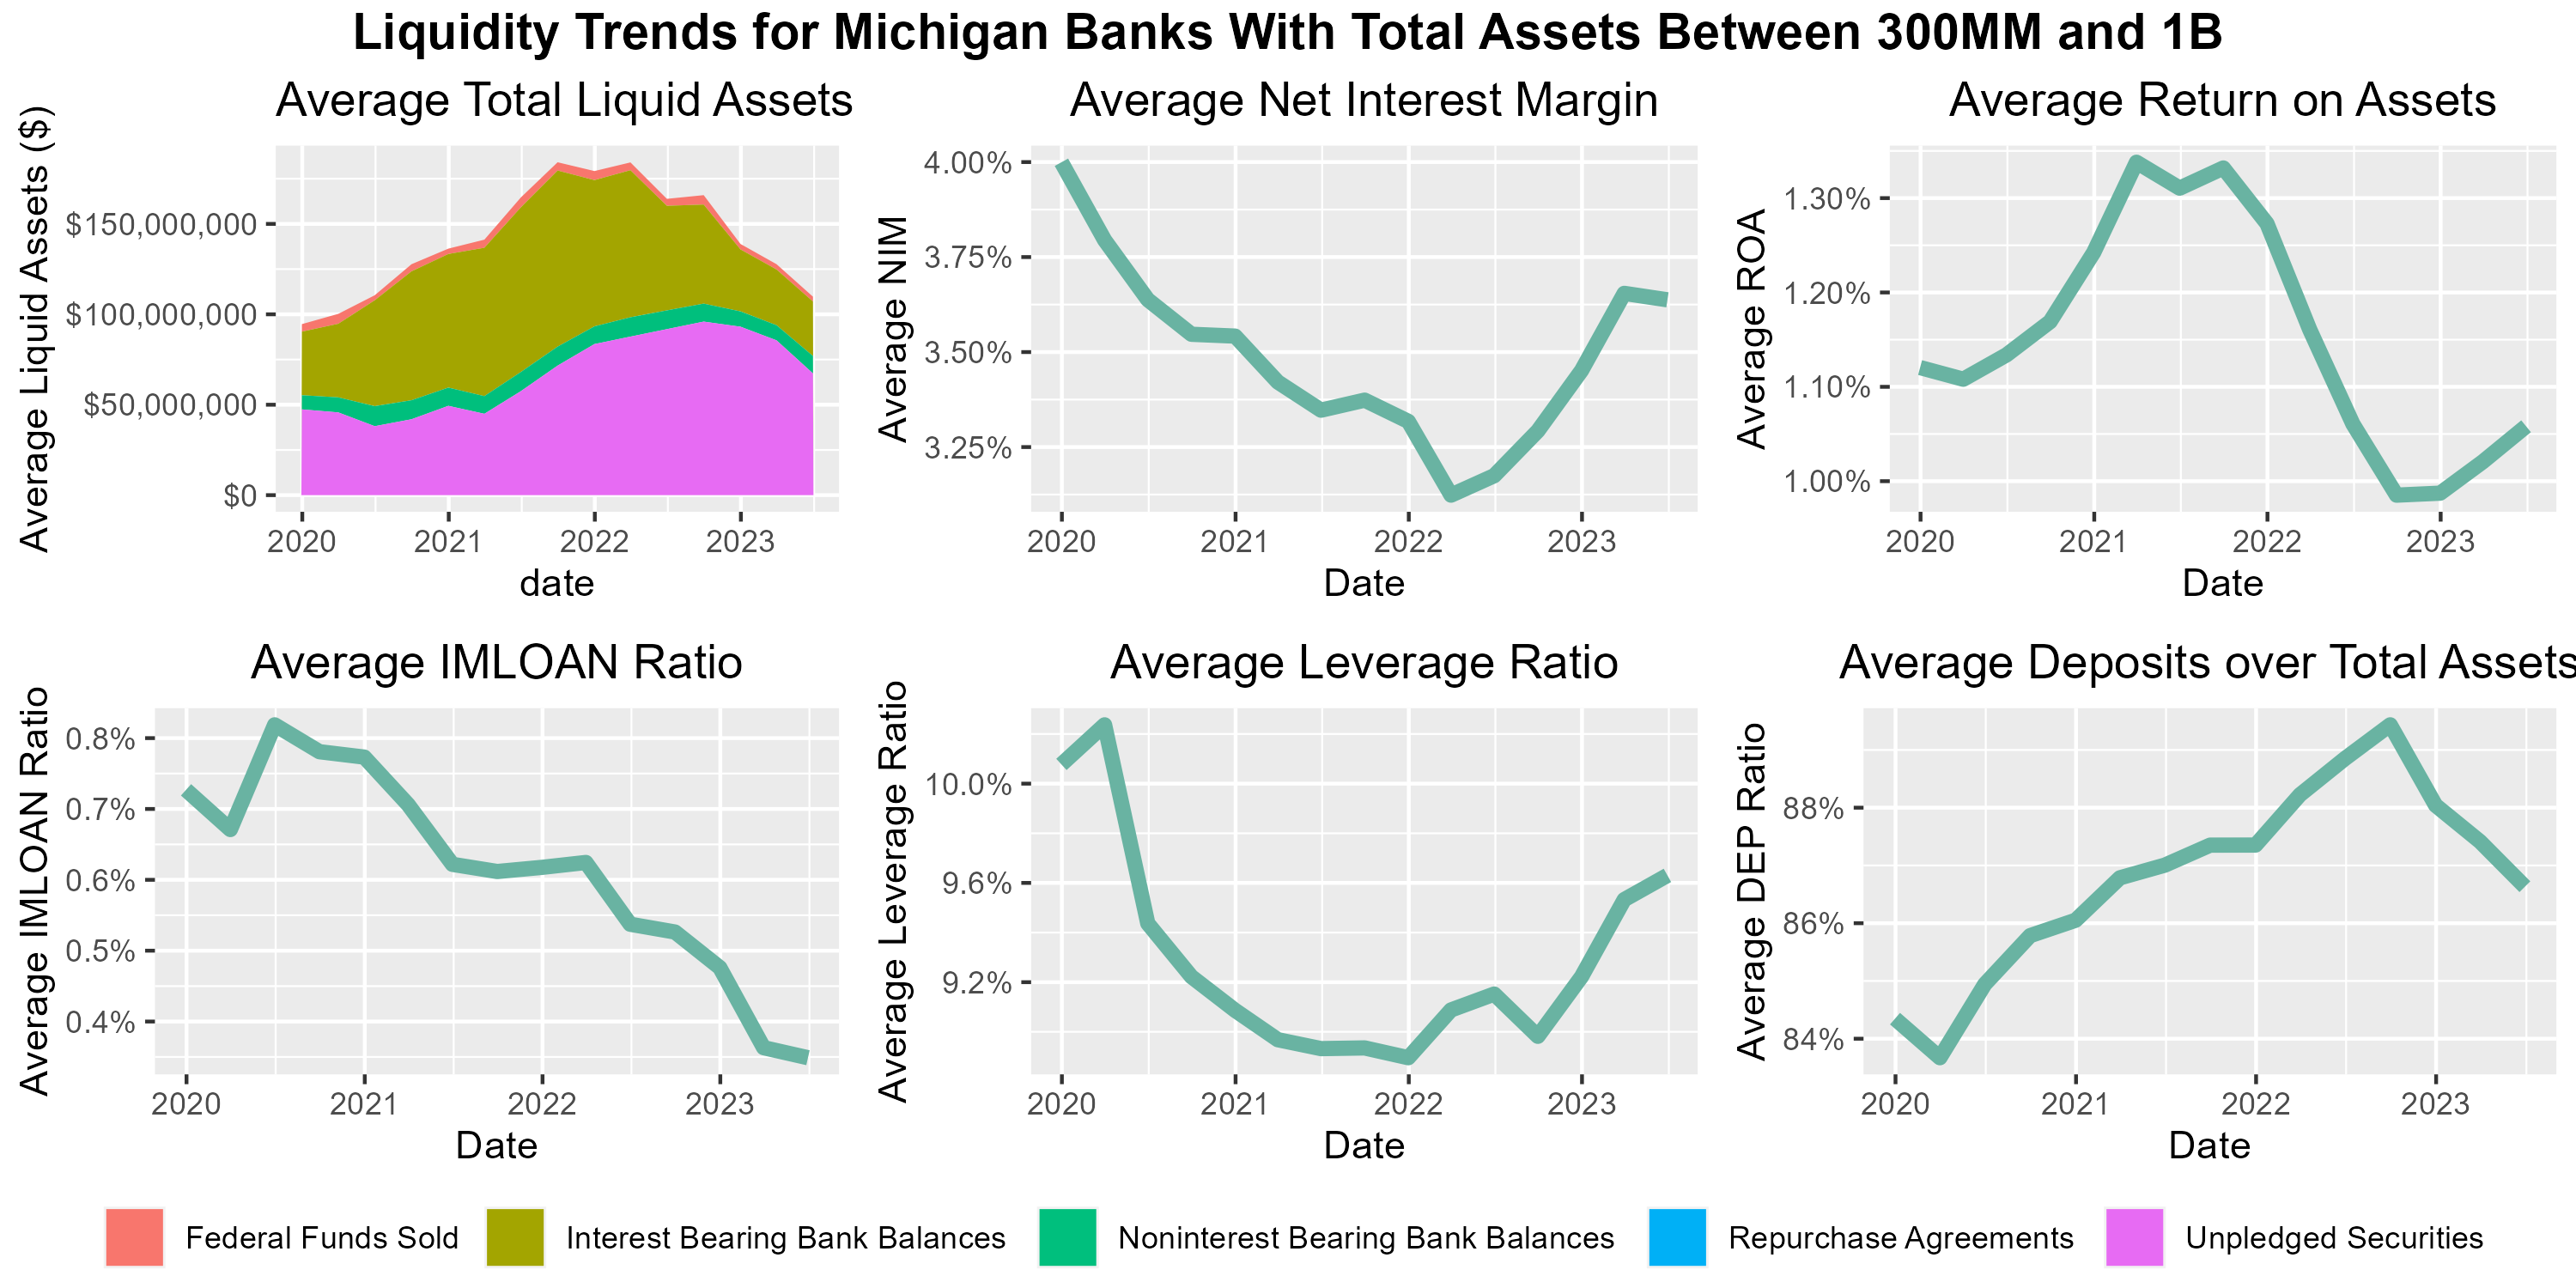 Liquidity Trends for Michigan Banks With Total Assets Between 300MM and 1B
Average Total Liquid Assets
Average Liquid Assets ($)
$150,000,000
$100,000,000
$50,000,000
$0
2020 2021 2022 2023
date
Average Net Interest Margin
Average NIM
4.00%
3.75%
3.50%
3.25%
2020 2021 2022 2023
Date
Average Return on Assets
Average ROA
1.30%
1.20%
1.10%
1.00%
2020 2021 2022 2023
Date
Average IMLOAN Ratio
Average IMLOAN Ratio
0.8%
0.7%
0.6%
0.5%
0.4%
2020 2021 2022 2023
Date
Average Leverage Ratio
Average Leverage Ratio
10.0%
9.6%
9.2%
2020 2021 2022 2023
Date
Average Deposits over Total Assets
Average DEP Ratio
88%
86%
84%
2020 2021 2022 2023
Date
Federal Funds Sold Interest Bearing Bank Balances Noninterest Bearing Bank Balances Repurchase Agreements Unpledged Securities